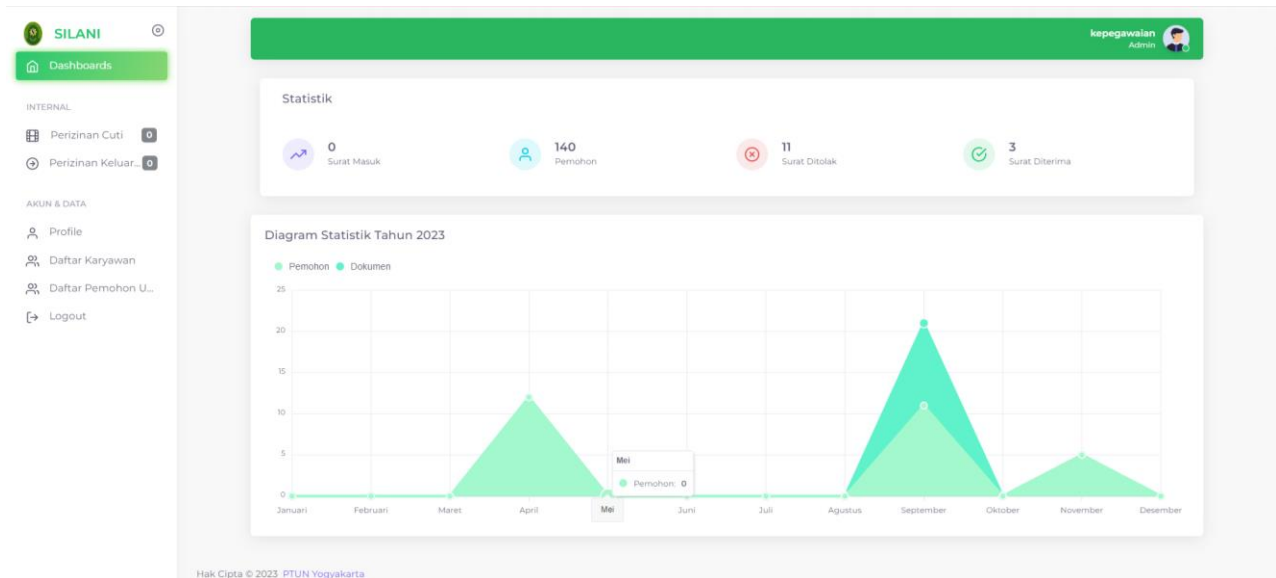 SILANI
Dashboards
INTERNAL
Perizinan Cuti 0
Perizinan Keluar... 0
AKUN & DATA
Profile
Daftar Karyawan
Daftar Pemohon U...
Logout
kepegawaian
Admin
Statistik
0
Surat Masuk
140
Pemohon
11
Surat Ditolak
3
Surat Diterima
Diagram Statistik Tahun 2023
Pemohon Dokumen
25
20
15
10
5
0
Mei
Pemohon: 0
Januari Februari Maret April Mei Juni Juli Agustus September Oktober November Desember
Hak Cipta © 2023 PTUN Yogyakarta